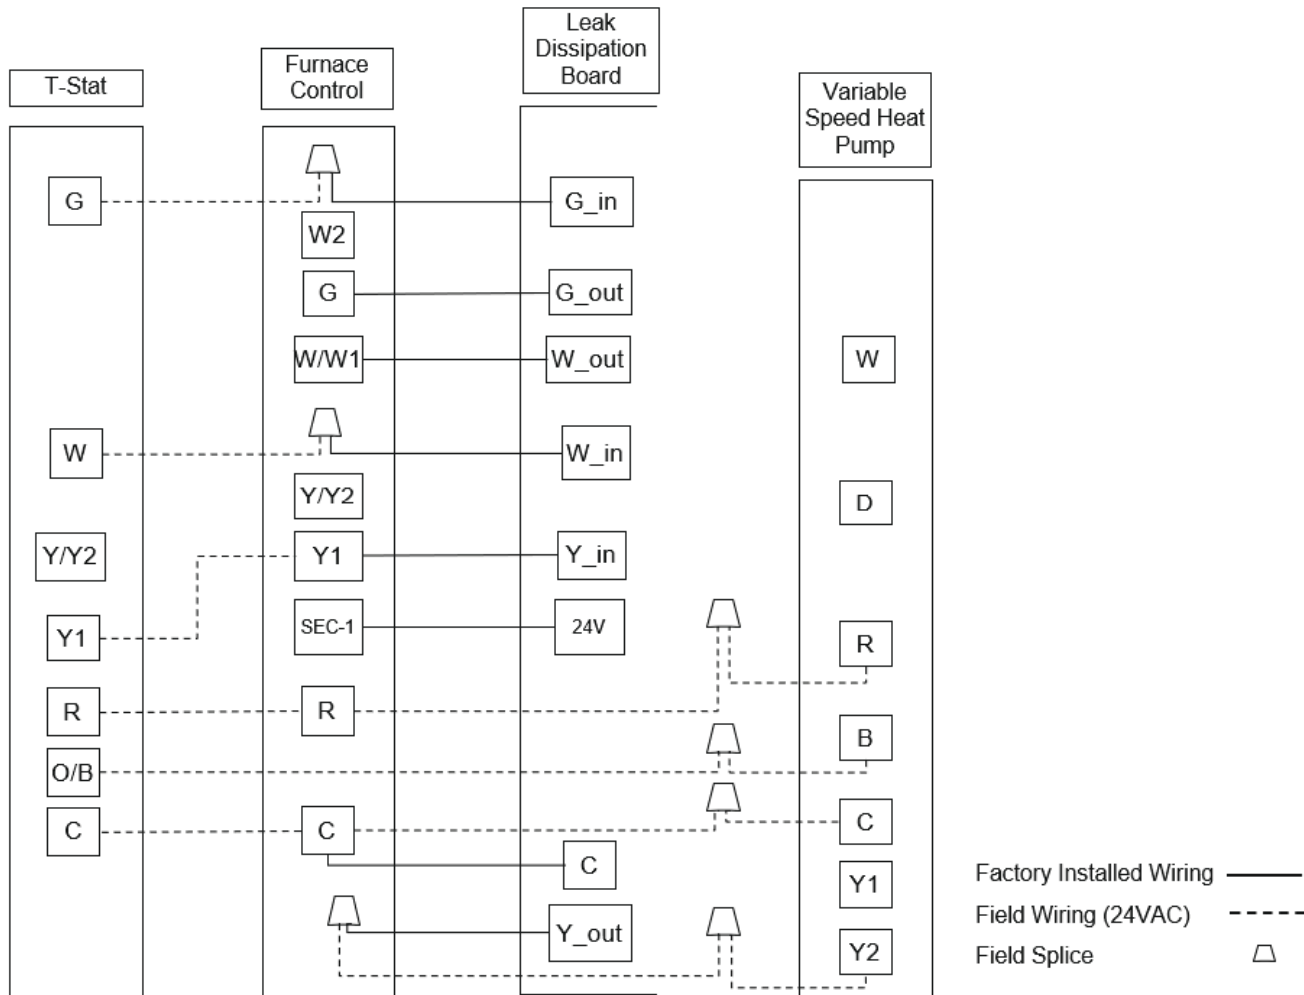 T-Stat
Furnace
Control
Leak
Dissipation
Board
Variable
Speed Heat
Pump
G
W
Y/Y2
Y1
R
O/B
C
W2
G
W/W1
Y/Y2
Y1
SEC-1
R
C
G_in
G_out
W_out
W_in
Y_in
24V
C
Y_out
W
D
R
B
C
Y1
Y2
Factory Installed Wiring
Field Wiring (24VAC)
Field Splice